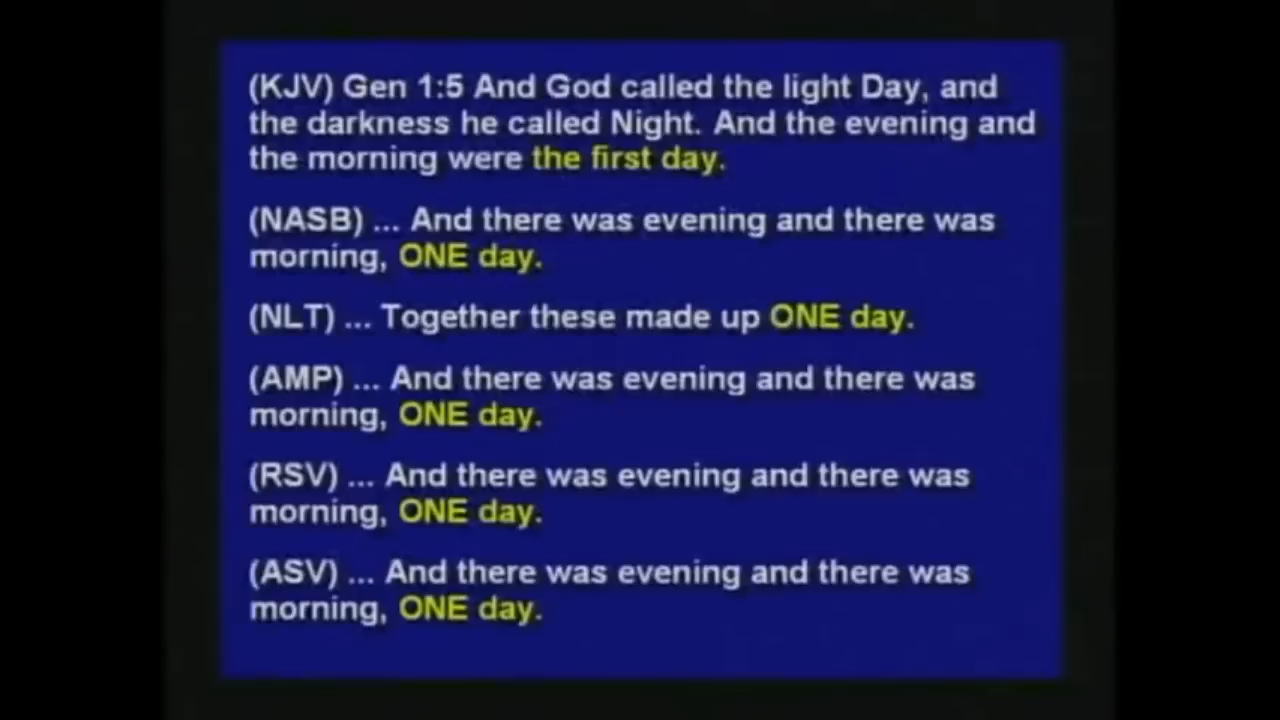 (KJV) Gen 1:5 And God called the light Day, and
the darkness he called Night. And the evening and
the morning were the first day.
(NASB) ... And there was evening and there was
morning, ONE day.
(NLT) ... Together these made up ONE day.
(AMP) ... And there was evening and there was
morning, ONE day.
(RSV) ... And there was evening and there was
morning, ONE day.
(ASV) ... And there was evening and there was
morning, ONE day.